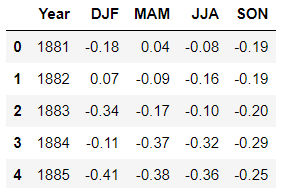 Year DJF MAM JJA SON
0 1881 -0.18 0.04 -0.08 -0.19
1 1882 0.07 -0.09 -0.16 -0.19
2 1883 -0.34 -0.17 -0.10 -0.20
3 1884 -0.11 -0.37 -0.32 -0.29
4 1885 -0.41 -0.38 -0.36 -0.25